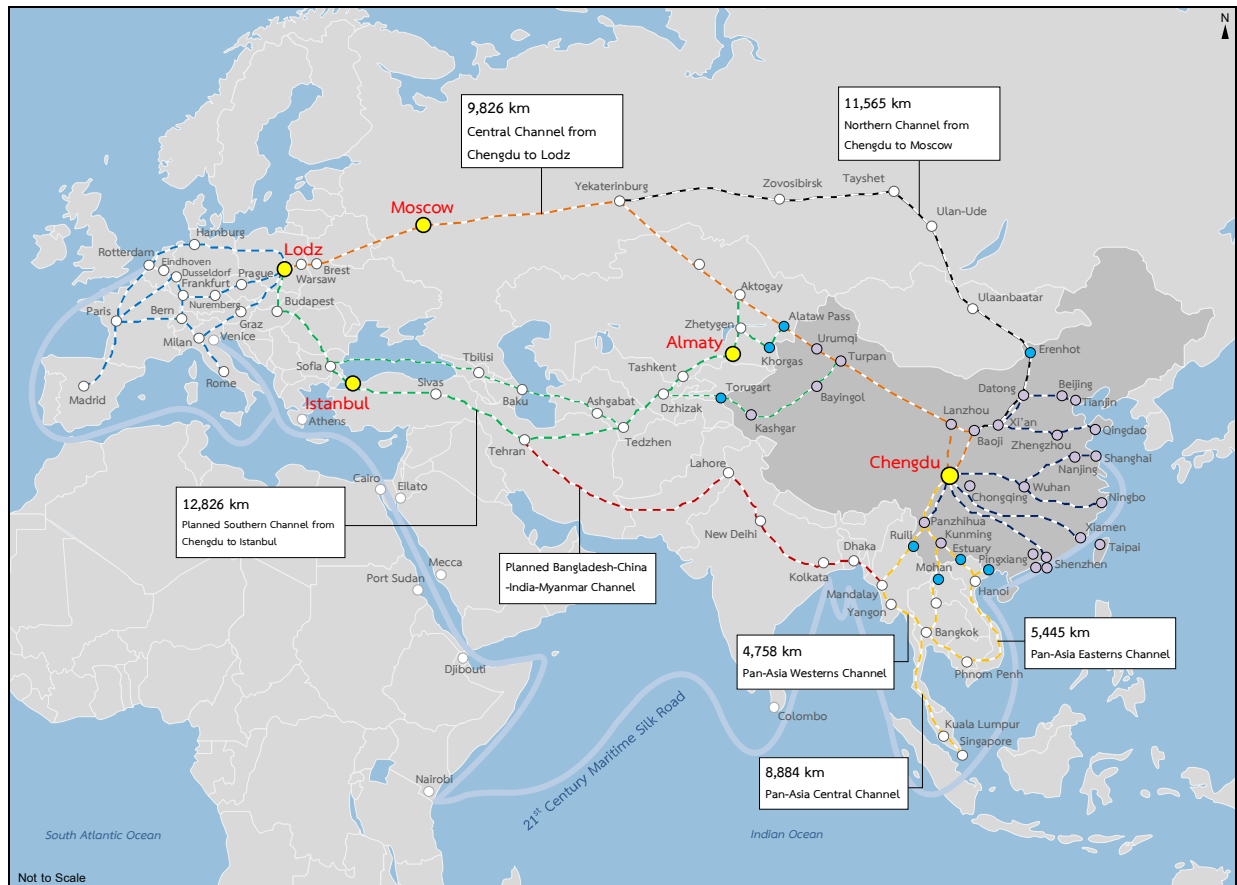 N
9,826 km
Central Channel from
Chengdu to Lodz
11,565 km
Northern Channel from
Chengdu to Moscow
Yekaterinburg
Zovosibirsk
Tayshet
Ulan-Ude
Moscow
Hamburg
Rotterdam
Lodz
Eindhoven
Dusseldorf
Prague
Warsaw
Brest
Frankfurt
Nuremberg
Budapest
Paris
Bern
Graz
Milan
Venice
Rome
Madrid
Sofia
Istanbul
Athens
Sivas
Tbilisi
Baku
Ashgabat
Tehran
Tedzhen
Aktogay
Zhetygen
Alataw Pass
Almaty
Khorgas
Urumqi
Turpan
Tashkent
Torugart
Dzhizak
Bayingol
Kashgar
Ulaanbaatar
Erenhot
Datong
Beijing
Tianjin
Lanzhou
Xi'an
Baoji
Zhengzhou
Qingdao
Chengdu
Nanjing
Shanghai
Chongqing
Wuhan
Ningbo
Cairo
Eilato
Lahore
New Deihi
12,826 km
Planned Southern Channel from
Chengdu to Istanbul
Planned Bangladesh-China
-India-Myanmar Channel
Panzhihua
Ruili
Kunming
Estuary
Xiamen
Taipai
Mohan
Pingxiang
Shenzhen
Dhaka
Kolkata
Mandalay
Hanoi
Yangon
Mecca
Port Sudan
Djibouti
Bangkok
Phnom Penh
4,758 km
Pan-Asia Westerns Channel
5,445 km
Pan-Asia Easterns Channel
Colombo
Kuala Lumpur
Singapore
21st Century Maritime Silk Road
8,884 km
Pan-Asia Central Channel
Nairobi
South Atlantic Ocean
Indian Ocean
Not to Scale